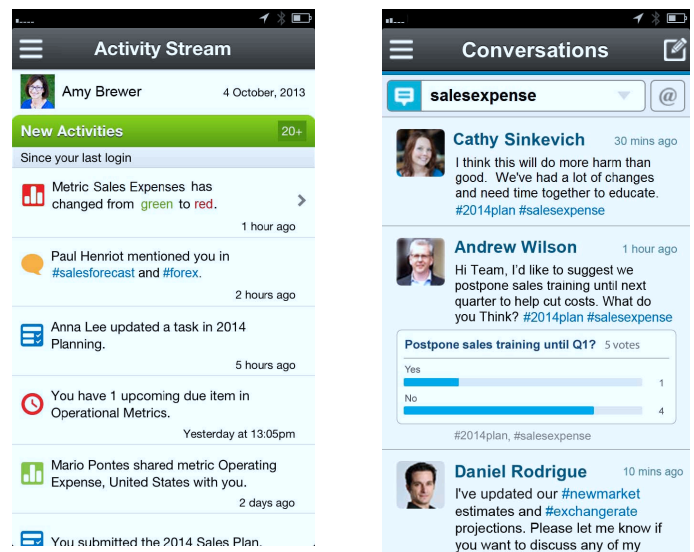 Activity Stream
Amy Brewer
4 October, 2013
New Activities
20+
Since your last login
Metric Sales Expenses has
changed from green to red.
1 hour ago
Paul Henriot mentioned you in
#salesforecast and #forex.
2 hours ago
Anna Lee updated a task in 2014
Planning.
5 hours ago
You have 1 upcoming due item in
Operational Metrics.
Yesterday at 13:05pm
Mario Pontes shared metric Operating
Expense, United States with you.
2 days ago
You submitted the 2014 Sales Plan.
Conversations
salesexpense
@
Cathy Sinkevich
30 mins ago
I think this will do more harm than
good. We've had a lot of changes
and need time together to educate.
#2014plan #salesexpense
Andrew Wilson
1 hour ago
Hi Team, I'd like to suggest we
postpone sales training until next
quarter to help cut costs. What do
you Think? #2014plan #salesexpense
Postpone sales training until Q1? 5 votes
Yes
1
No
4
#2014plan, #salesexpense
Daniel Rodrigue
10 mins ago
I've updated our #newmarket
estimates and #exchangerate
projections. Please let me know if
you want to discuss any of my